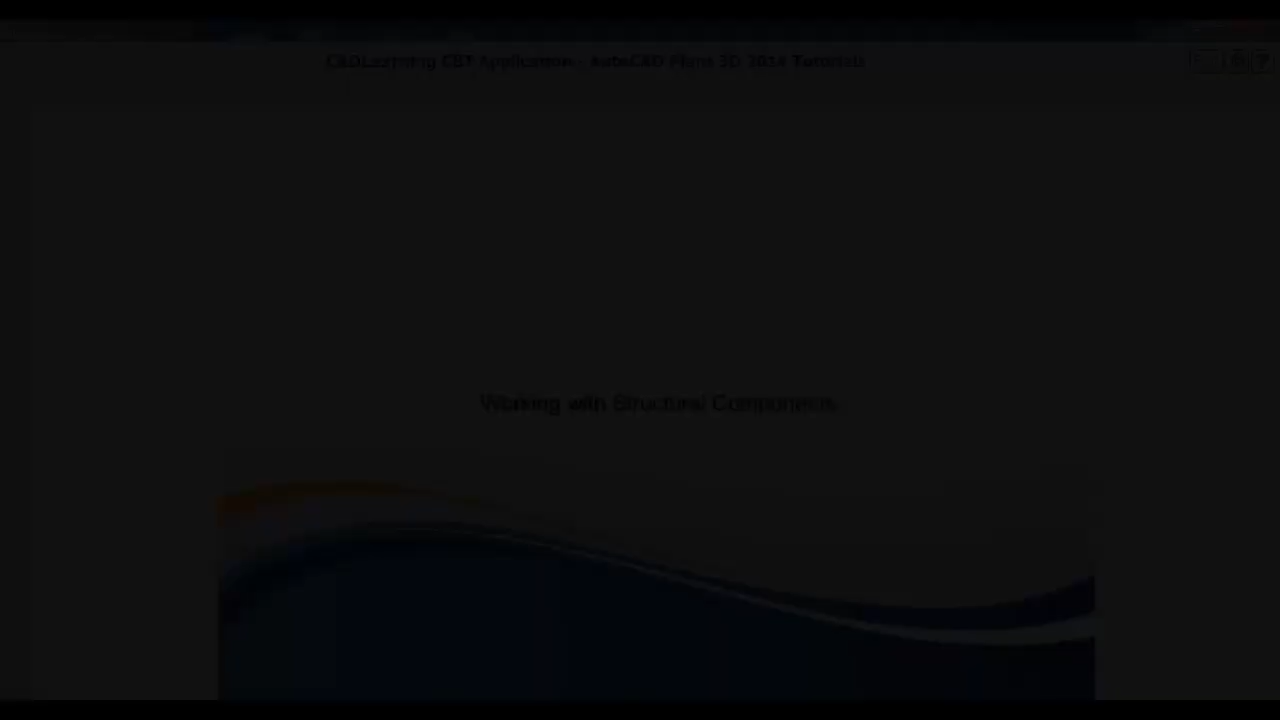 CADLearning CBT Application - AutoCAD Plant 3D 2014 Tutorials
Working with Structural Components